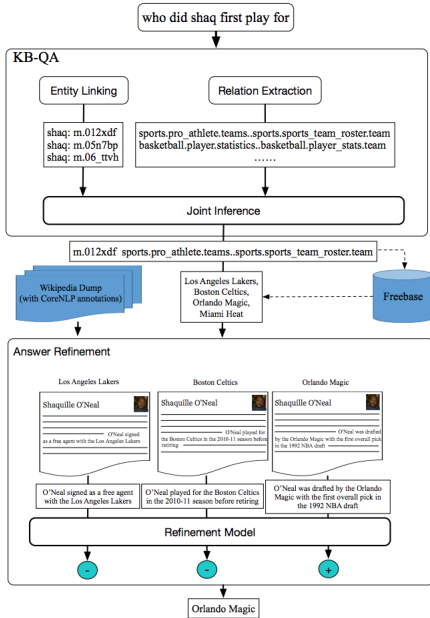 who did shaq first play for
KB-QA
Entity Linking
Relation Extraction
shaq: m.012xdf
shaq: m.05n7bp
shaq: m.06_ttvh
sports.pro_athlete.teams..sports.sports_team_roster.team
basketball.player.statistics..basketball.player_stats.team
......
Joint Inference
m.012xdf sports.pro_athlete.teams..sports.sports_team_roster.team
Wikipedia Dump
(with CoreNLP annotations)
Los Angeles Lakers,
Boston Celtics,
Orlando Magic,
Miami Heat
Freebase
Answer Refinement
Los Angeles Lakers
Shaquille O'Neal
O'Neal signed
as a free agent with the Los Angeles Lakers
Boston Celtics
Shaquille O'Neal
O'Neal played for
the Boston Celtics in the 2010-11 season before
retiring
Orlando Magic
Shaquille O'Neal
O'Neal was drafted
by the Orlando Magic with the first overall pick
in the 1992 NBA draft
O'Neal signed as a free agent
with the Los Angeles Lakers
O'Neal played for the Boston Celtics
in the 2010-11 season before retiring
O'Neal was drafted by the Orlando
Magic with the first overall pick in
the 1992 NBA draft
Refinement Model
-
-
+
Orlando Magic